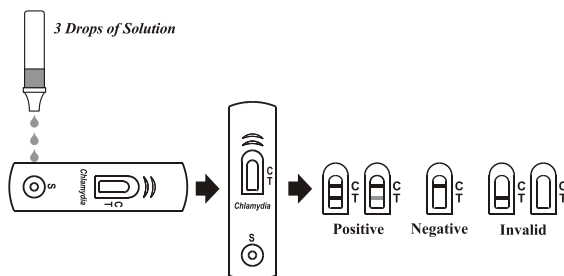 3 Drops of Solution
S
Chlamydia
C
T
C
T
Chlamydia
S
C
T
C
T
C
T
C
T
C
T
Positive
Negative
Invalid